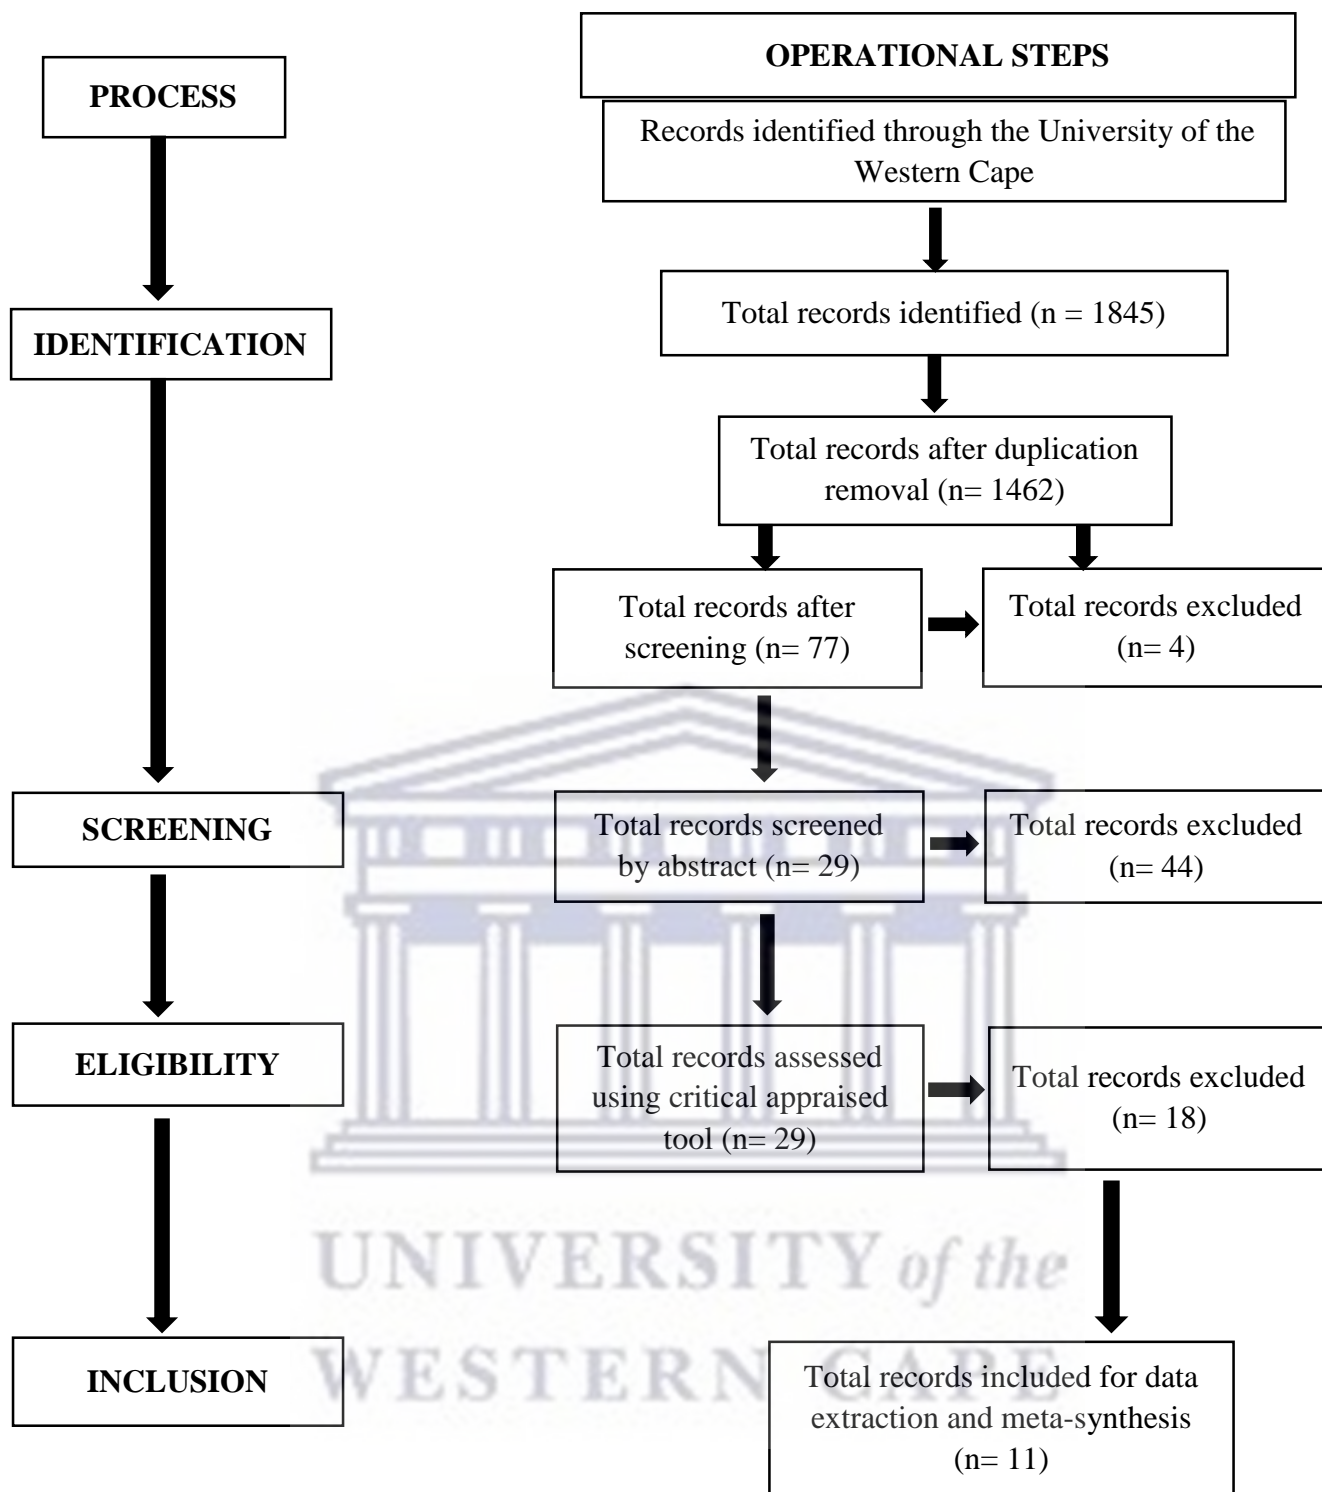 PROCESS
OPERATIONAL STEPS
Records identified through the University of the
Western Cape
Total records identified (n = 1845)
IDENTIFICATION
Total records after duplication
removal (n= 1462)
Total records after
screening (n= 77)
Total records excluded
(n= 4)
SCREENING
Total records screened
by abstract (n= 29)
Total records excluded
(n= 44)
ELIGIBILITY
Total records assessed
using critical appraised
tool (n= 29)
Total records excluded
(n= 18)
UNIVERSITY of the
WESTERN CAPE
INCLUSION
Total records included for data
extraction and meta-synthesis
(n= 11)